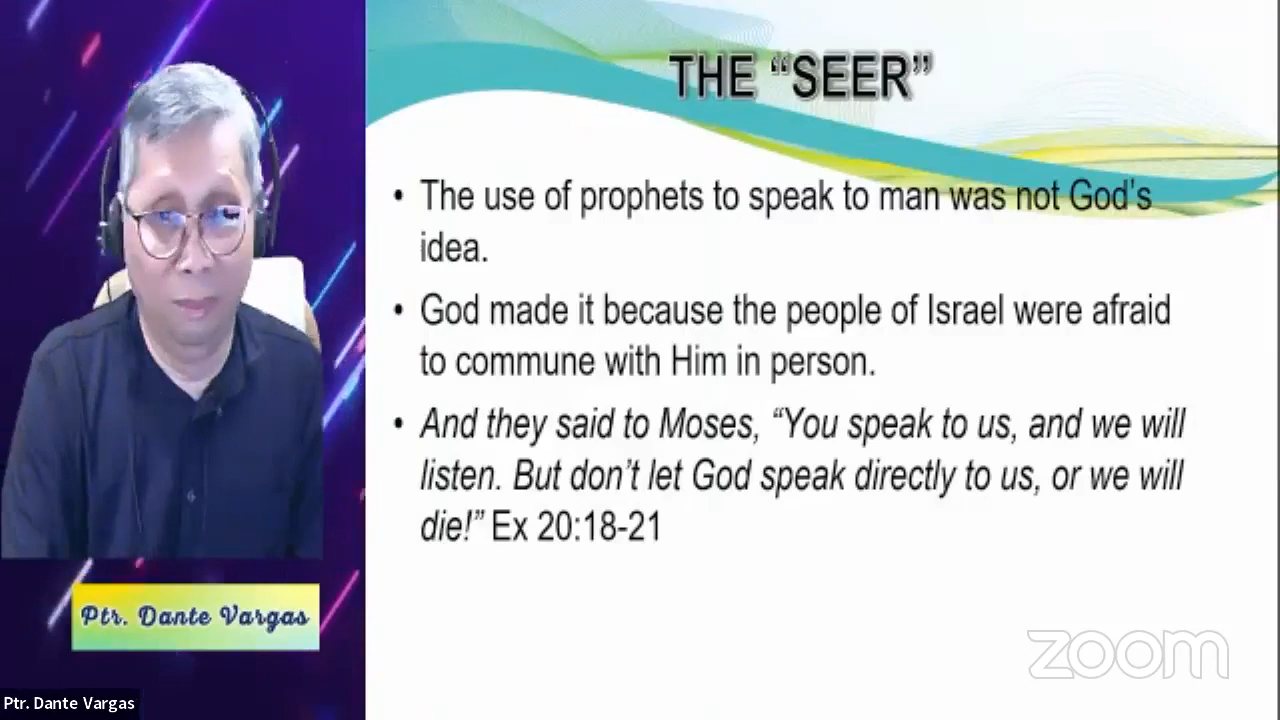 THE “SEER”
• The use of prophets to speak to man was not God’s
idea.
• God made it because the people of Israel were afraid
to commune with Him in person.
• And they said to Moses, “You speak to us, and we will
listen. But don’t let God speak directly to us, or we will
die!” Ex 20:18-21
Ptr. Dante Vargas
Ptr. Dante Vargas
zoom